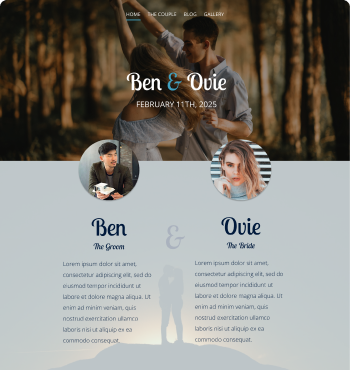 HOME THE COUPLE BLOG GALLERY
Ben & Ovie
FEBRUARY 11TH, 2025
Ben
The Groom
Lorem ipsum dolor sit amet,
consectetur adipiscing elit, sed do
eiusmod tempor incididunt ut
labore et dolore magna aliqua. Ut
enim ad minim veniam, quis
nostrud exercitation ullamco
laboris nisi ut aliquip ex ea
commodo consequat.
&
Ovie
The Bride
Lorem ipsum dolor sit amet,
consectetur adipiscing elit, sed do
eiusmod tempor incididunt ut
labore et dolore magna aliqua. Ut
enim ad minim veniam, quis
nostrud exercitation ullamco
laboris nisi ut aliquip ex ea
commodo consequat.